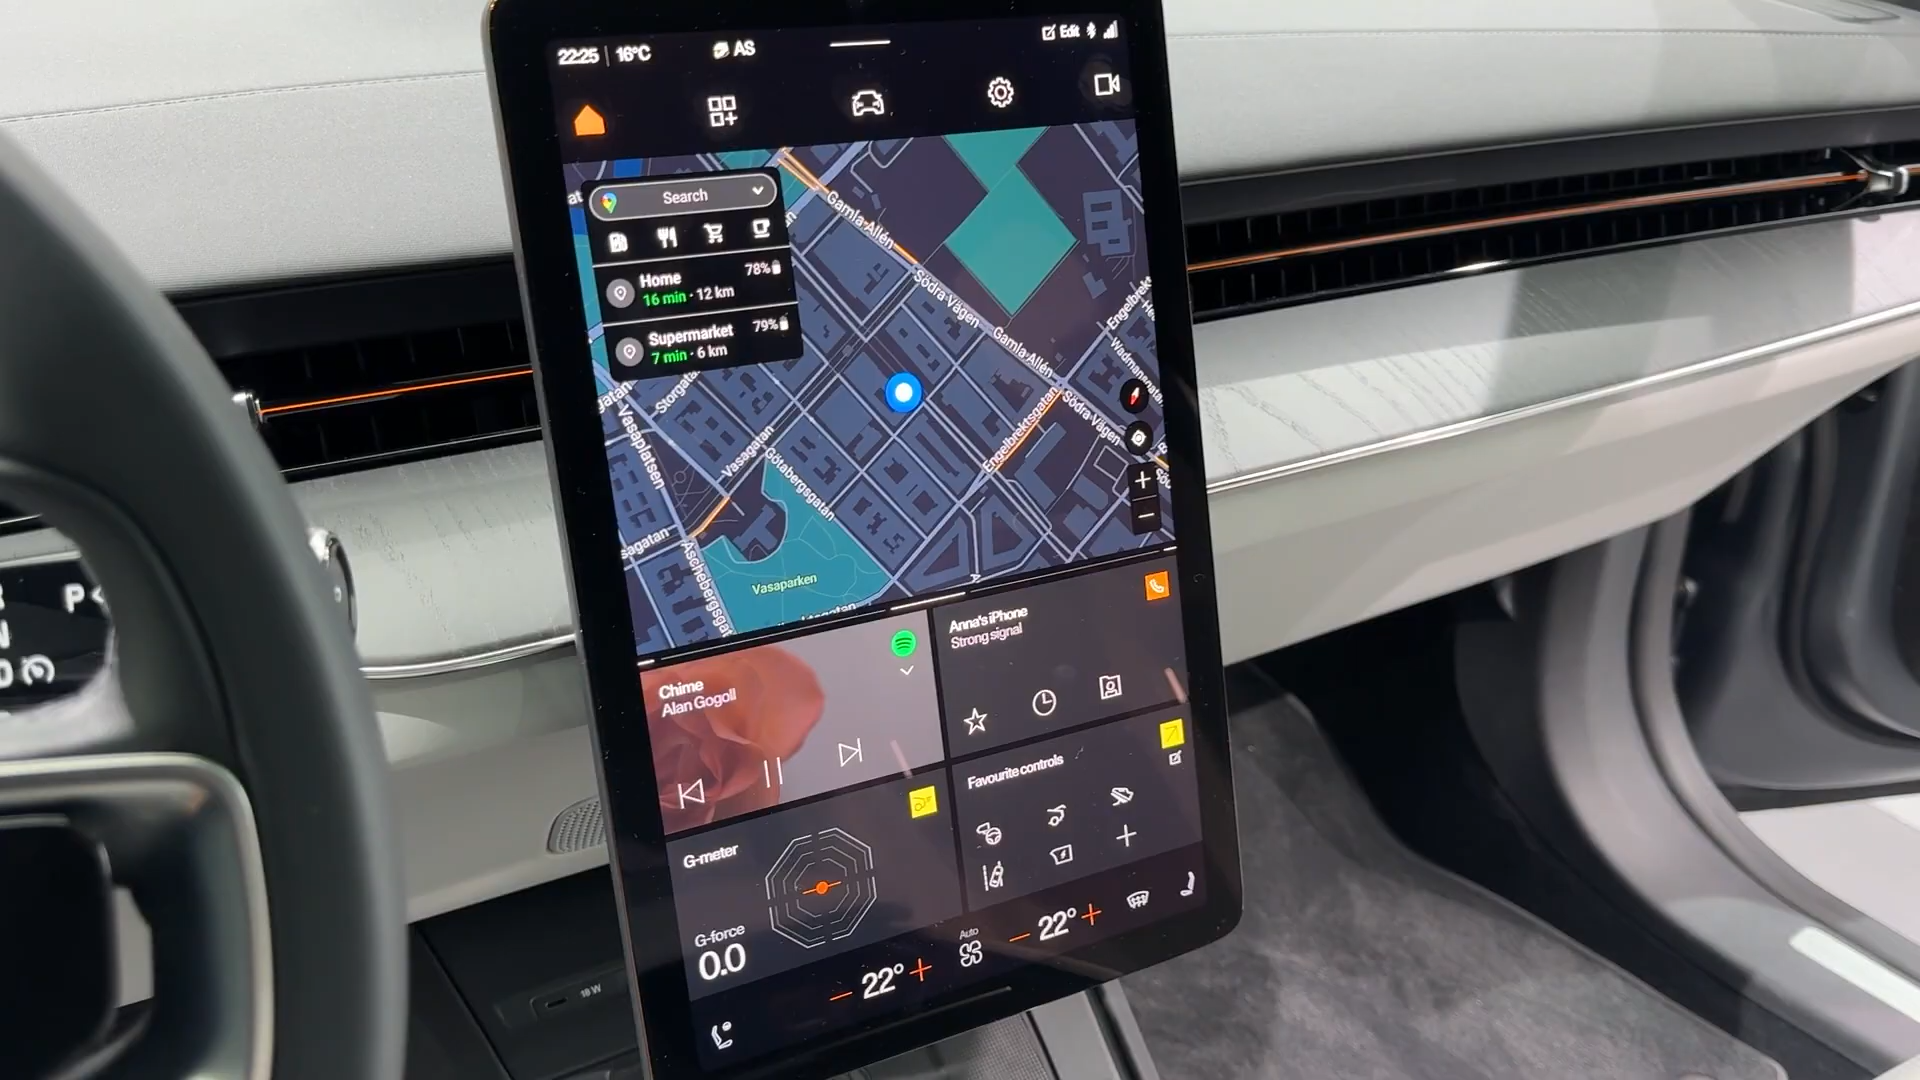 22:25 16°C
AS
Edit
Search
Home 78%
16 min · 12 km
Supermarket 79%
7 min · 6 km
Gamla Allén
Södra Vägen
Gamla Allén
Södra Vägen
Engelbrektsgatan
Vasaplatsen
Vasagatan
Götabergsgatan
Vasaparken
Chime
Alan Gogoll
Anna's iPhone
Strong signal
Favourite controls
G-meter
G-force
0.0
Auto
22°
22°
18 W
P
N